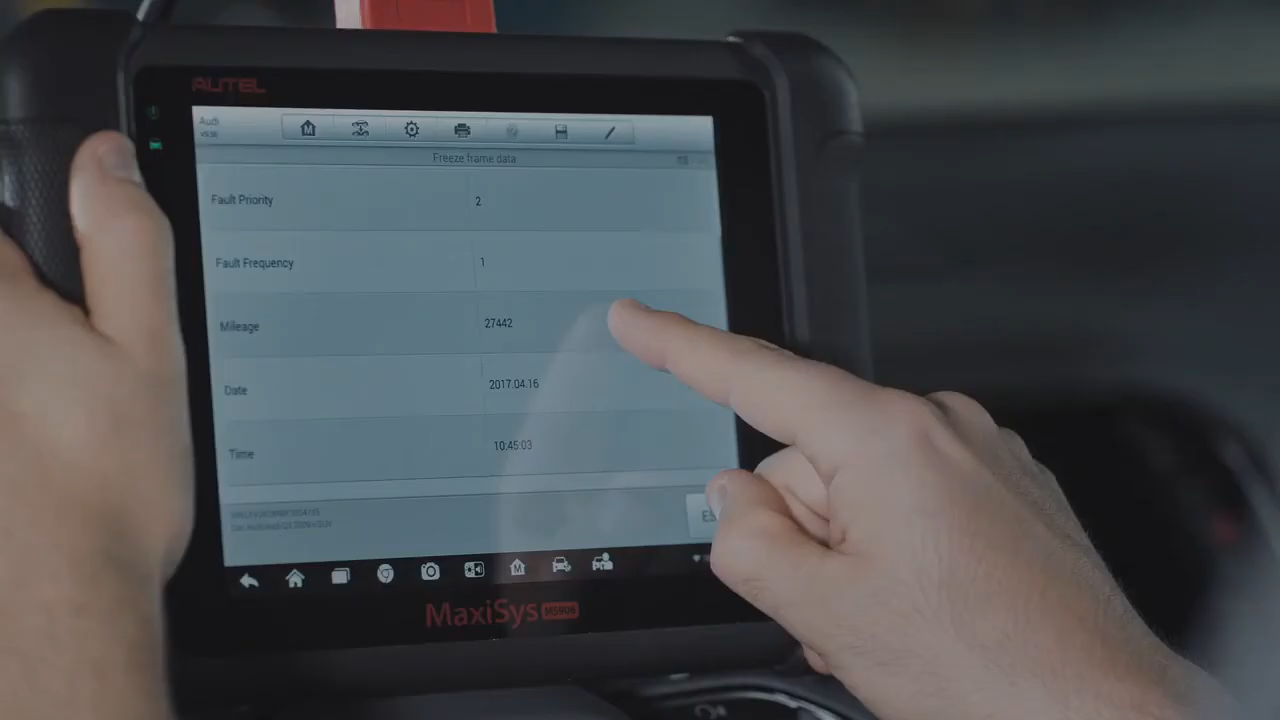 AUTEL
Audi
Freeze frame data
Fault Priority 2
Fault Frequency 1
Mileage 27442
Date 2017.04.16
Time 10:45:03
MaxiSys MS906